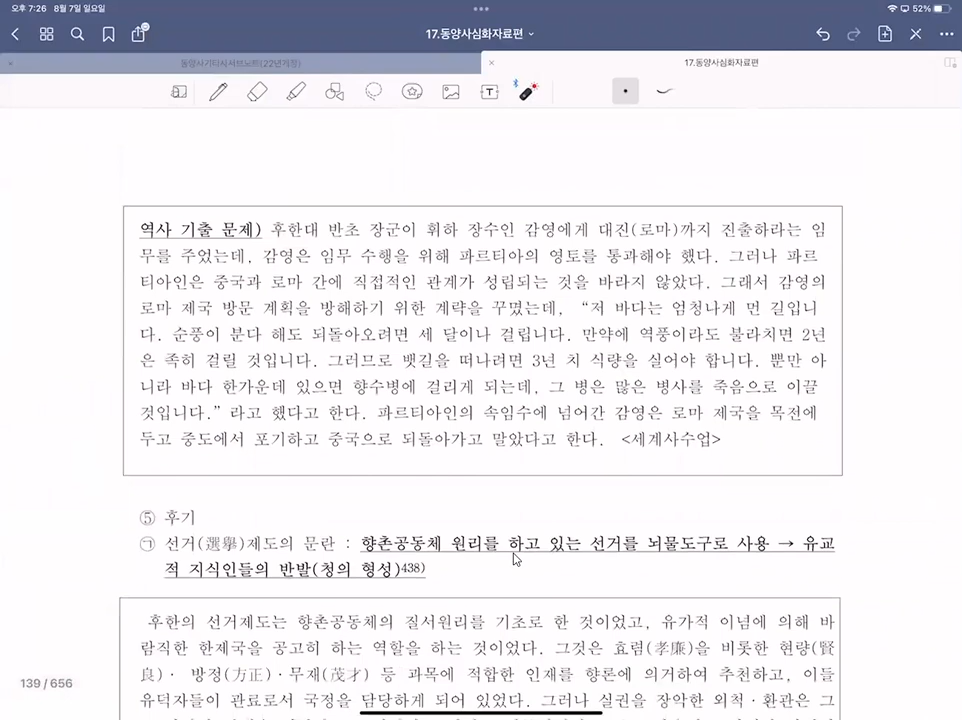 오후 7:26 8월 7일 일요일
52%
17.동양사심화자료편
17.동양사심화자료편
역사 기출 문제) 후한대 반초 장군이 휘하 장수인 감영에게 대진(로마)까지 진출하라는 임
무를 주었는데, 감영은 임무 수행을 위해 파르티아의 영토를 통과해야 했다. 그러나 파르
티아인은 중국과 로마 간에 직접적인 관계가 성립되는 것을 바라지 않았다. 그래서 감영의
로마 제국 방문 계획을 방해하기 위한 계략을 꾸몄는데, “저 바다는 엄청나게 먼 길입니
다. 순풍이 분다 해도 되돌아오려면 세 달이나 걸립니다. 만약에 역풍이라도 불라치면 2년
은 족히 걸릴 것입니다. 그러므로 뱃길을 떠나려면 3년 치 식량을 실어야 합니다. 뿐만 아
니라 바다 한가운데 있으면 향수병에 걸리게 되는데, 그 병은 많은 병사를 죽음으로 이끌
것입니다.”라고 했다고 한다. 파르티아인의 속임수에 넘어간 감영은 로마 제국을 목전에
두고 중도에서 포기하고 중국으로 되돌아가고 말았다고 한다. <세계사수업>
⑤ 후기
㉠ 선거(選擧)제도의 문란 : 향촌공동체 원리를 하고 있는 선거를 뇌물도구로 사용 → 유교
적 지식인들의 반발(청의 형성)438)
후한의 선거제도는 향촌공동체의 질서원리를 기초로 한 것이었고, 유가적 이념에 의해 바
람직한 한제국을 공고히 하는 역할을 하는 것이었다. 그것은 효렴(孝廉)을 비롯한 현량(賢
良)· 방정(方正)·무재(茂才) 등 과목에 적합한 인재를 향론에 의거하여 추천하고, 이들
유덕자들이 관료로서 국정을 담당하게 되어 있었다. 그러나 실권을 장악한 외척·환관은 그
139 / 656